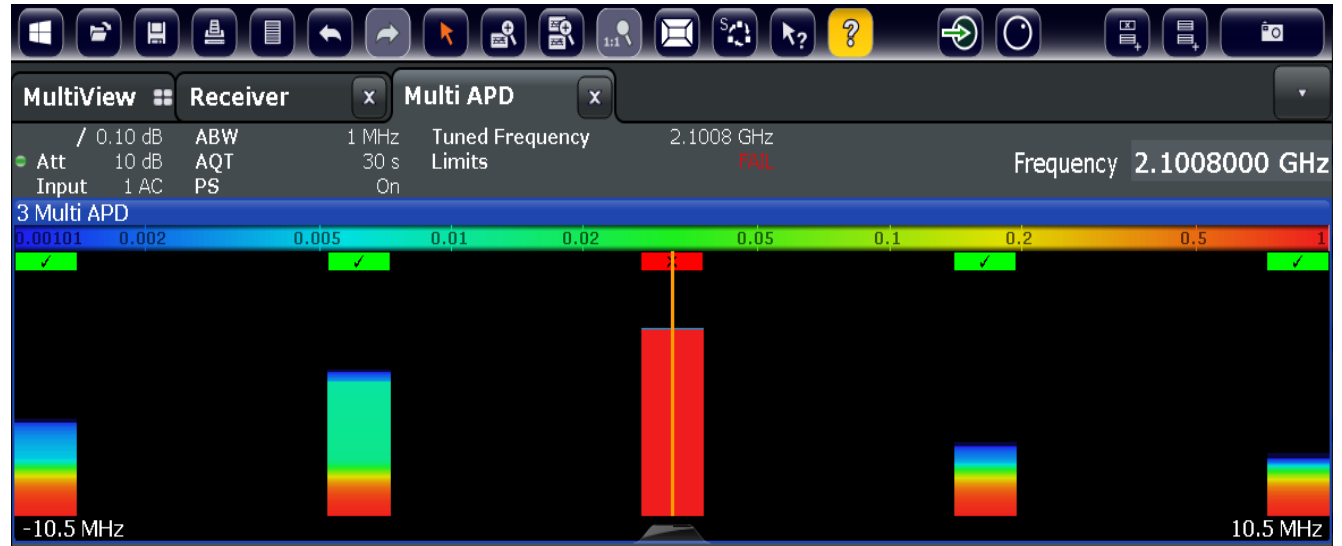 1:1
S
?
?
MultiView Receiver x Multi APD x
/ 0.10 dB ABW 1 MHz Tuned Frequency 2.1008 GHz
Att 10 dB AQT 30 s Limits FAIL
Input 1 AC PS On
Frequency 2.1008000 GHz
3 Multi APD
0.00101 0.002 0.005 0.01 0.02 0.05 0.1 0.2 0.5 1
-10.5 MHz 10.5 MHz